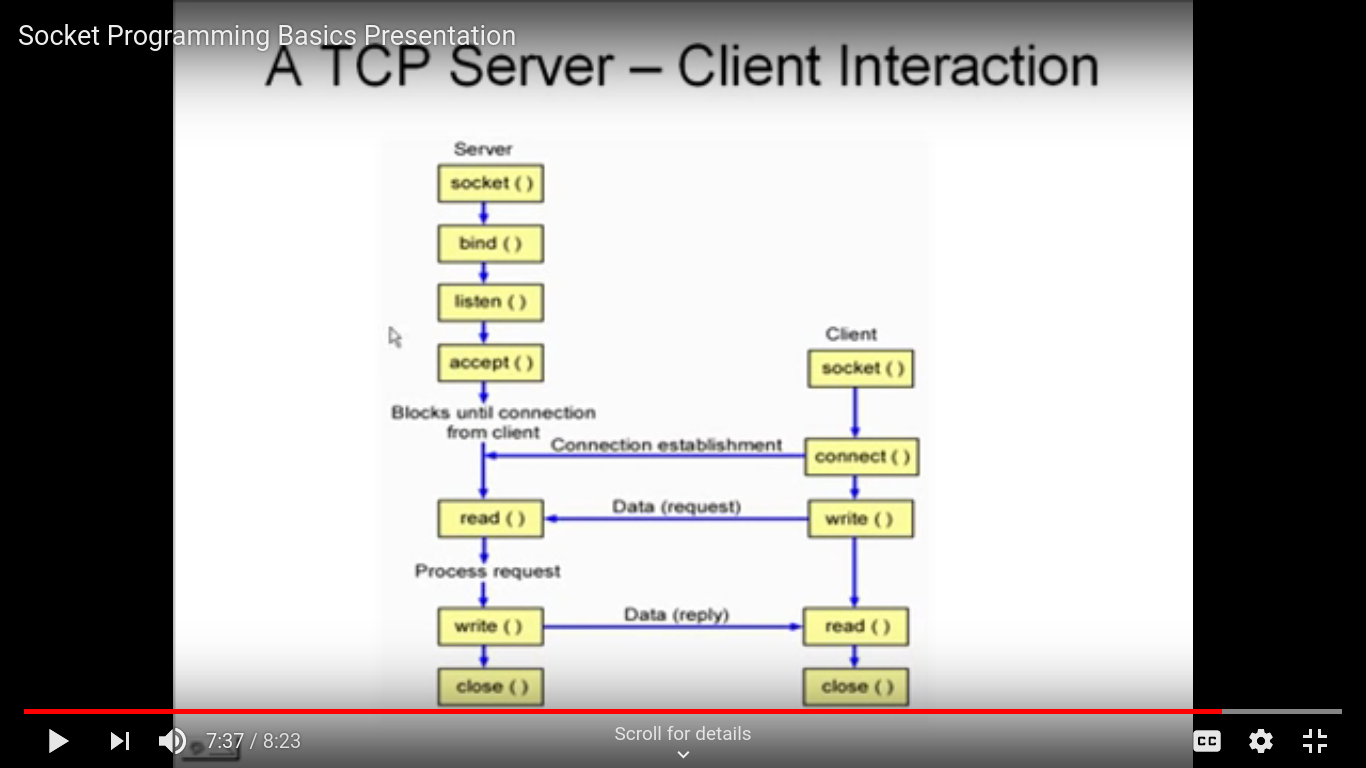 Socket Programming Basics Presentation
A TCP Server – Client Interaction
Server
socket ( )
bind ( )
listen ( )
accept ( )
Blocks until connection
from client
Client
socket ( )
Connection establishment
connect ( )
read ( )
Data (request)
write ( )
Process request
write ( )
Data (reply)
read ( )
close ( )
close ( )
7:37 / 8:23
Scroll for details
CC